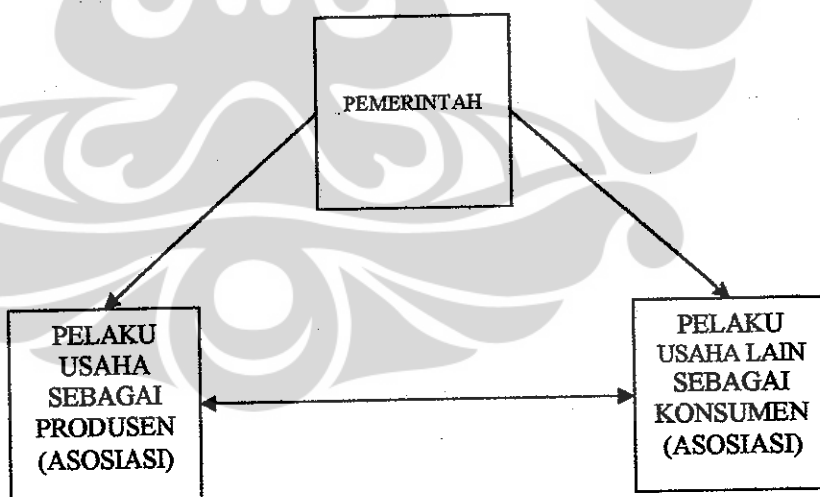 PEMERINTAH
PELAKU
USAHA
SEBAGAI
PRODUSEN
(ASOSIASI)
PELAKU
USAHA LAIN
SEBAGAI
KONSUMEN
(ASOSIASI)